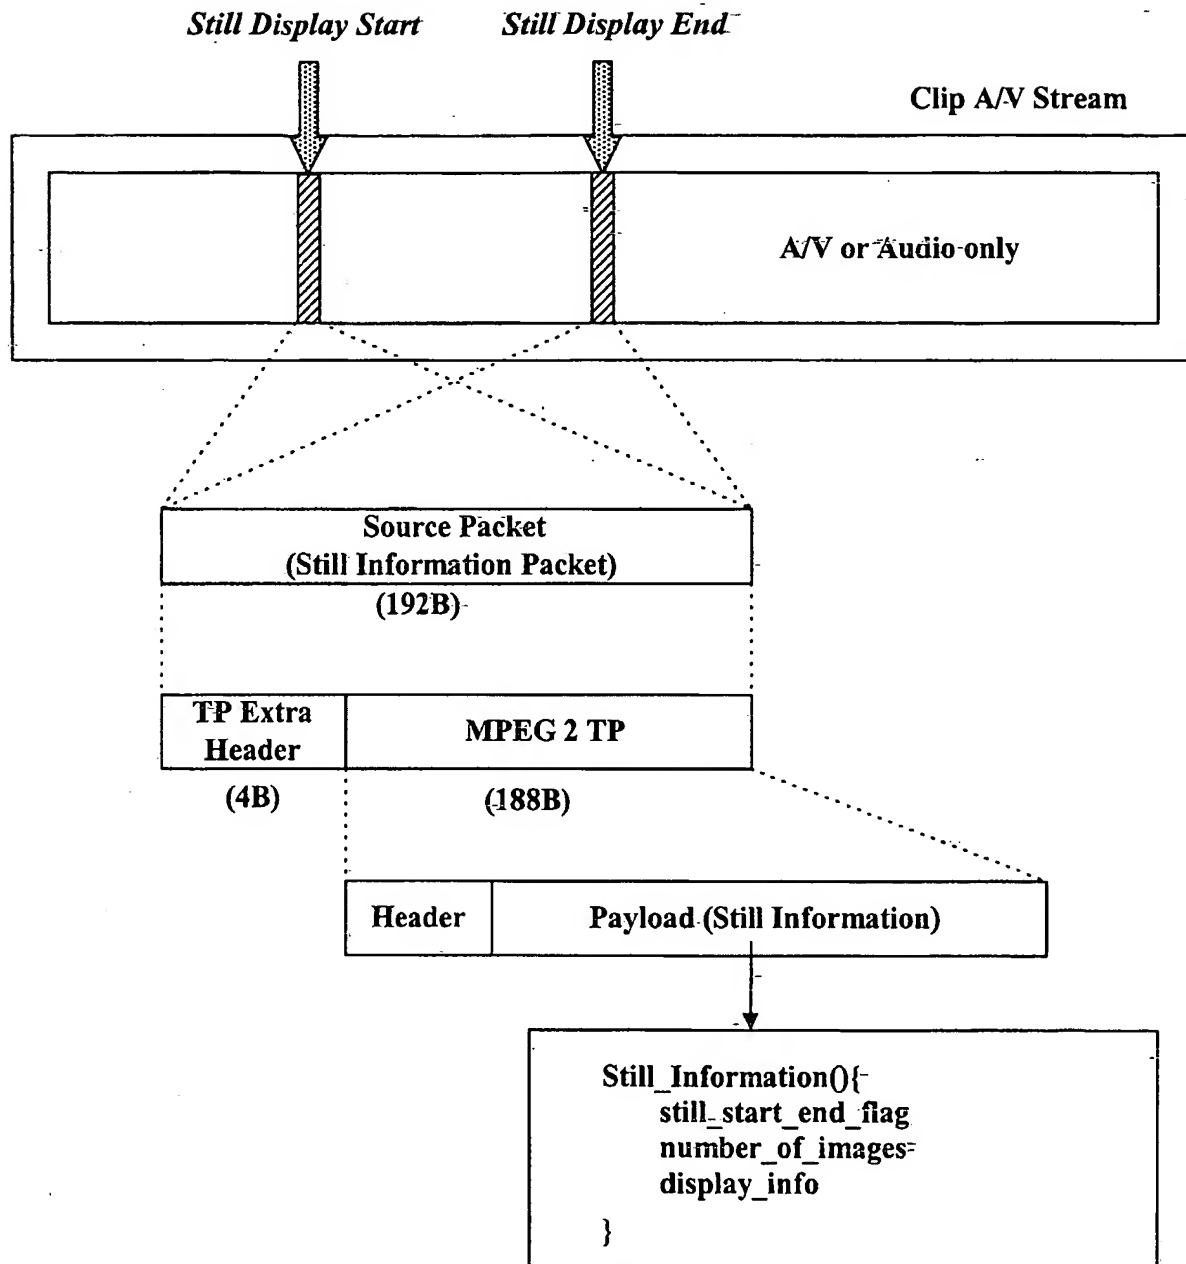 Still Display Start
Still Display End
Clip A/V Stream
A/V or Audio only
Source Packet
(Still Information Packet)
(192B)
TP Extra
Header
MPEG 2 TP
(4B)
(188B)
Header
Payload (Still Information)
Still_Information(){
still_start_end_flag
number_of_images
display_info
}